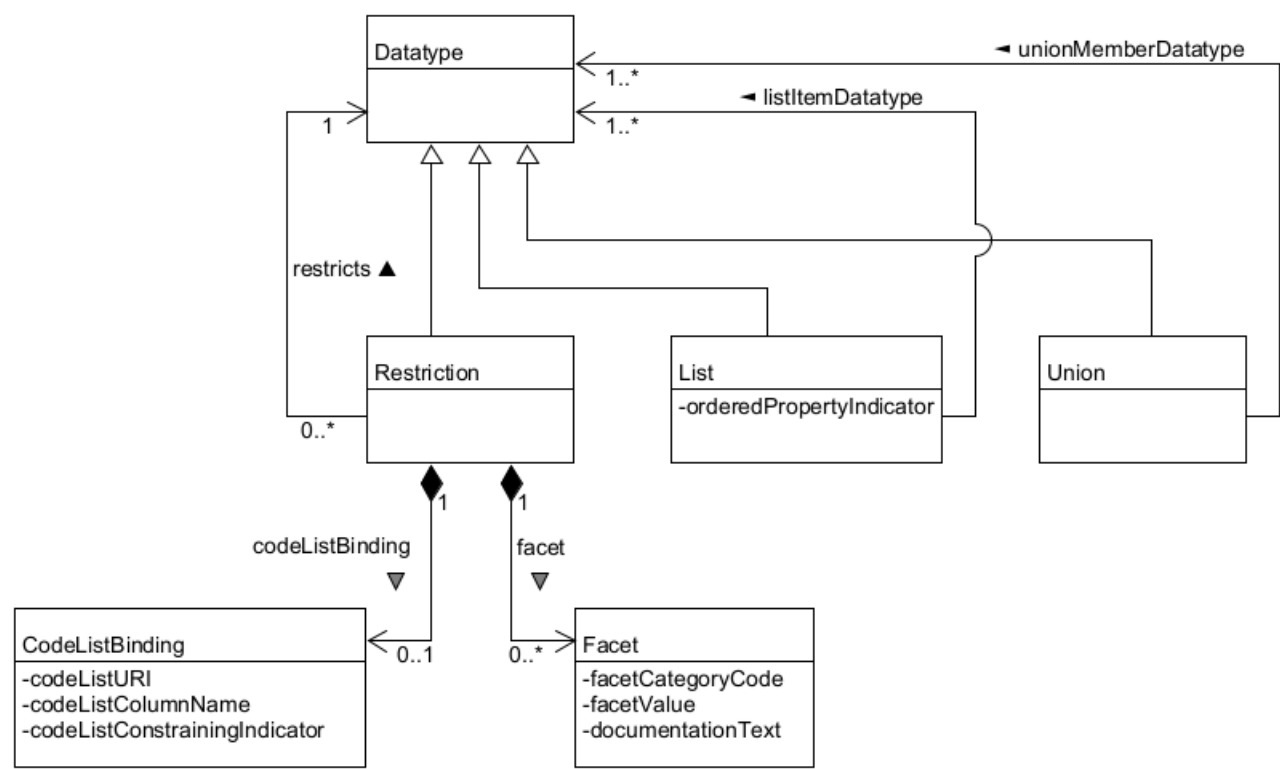 Datatype
◄ unionMemberDatatype
1..*
◄ listItemDatatype
1
1..*
restricts ▲
Restriction
List
-orderedPropertyIndicator
Union
0..*
1
1
codeListBinding
▼
facet
▼
CodeListBinding
-codeListURI
-codeListColumnName
-codeListConstrainingIndicator
0..1
0..*
Facet
-facetCategoryCode
-facetValue
-documentationText